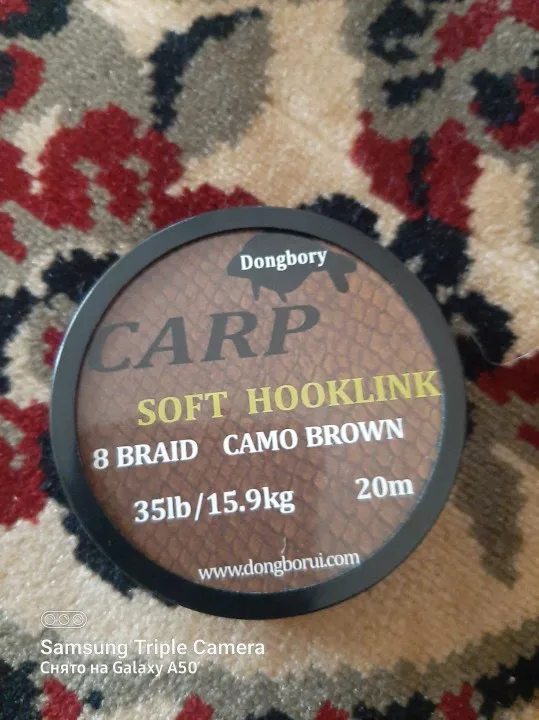 Dongbory
CARP
SOFT HOOKLINK
8 BRAID CAMO BROWN
35lb/15.9kg 20m
www.dongborui.com
Samsung Triple Camera
Снято на Galaxy A50